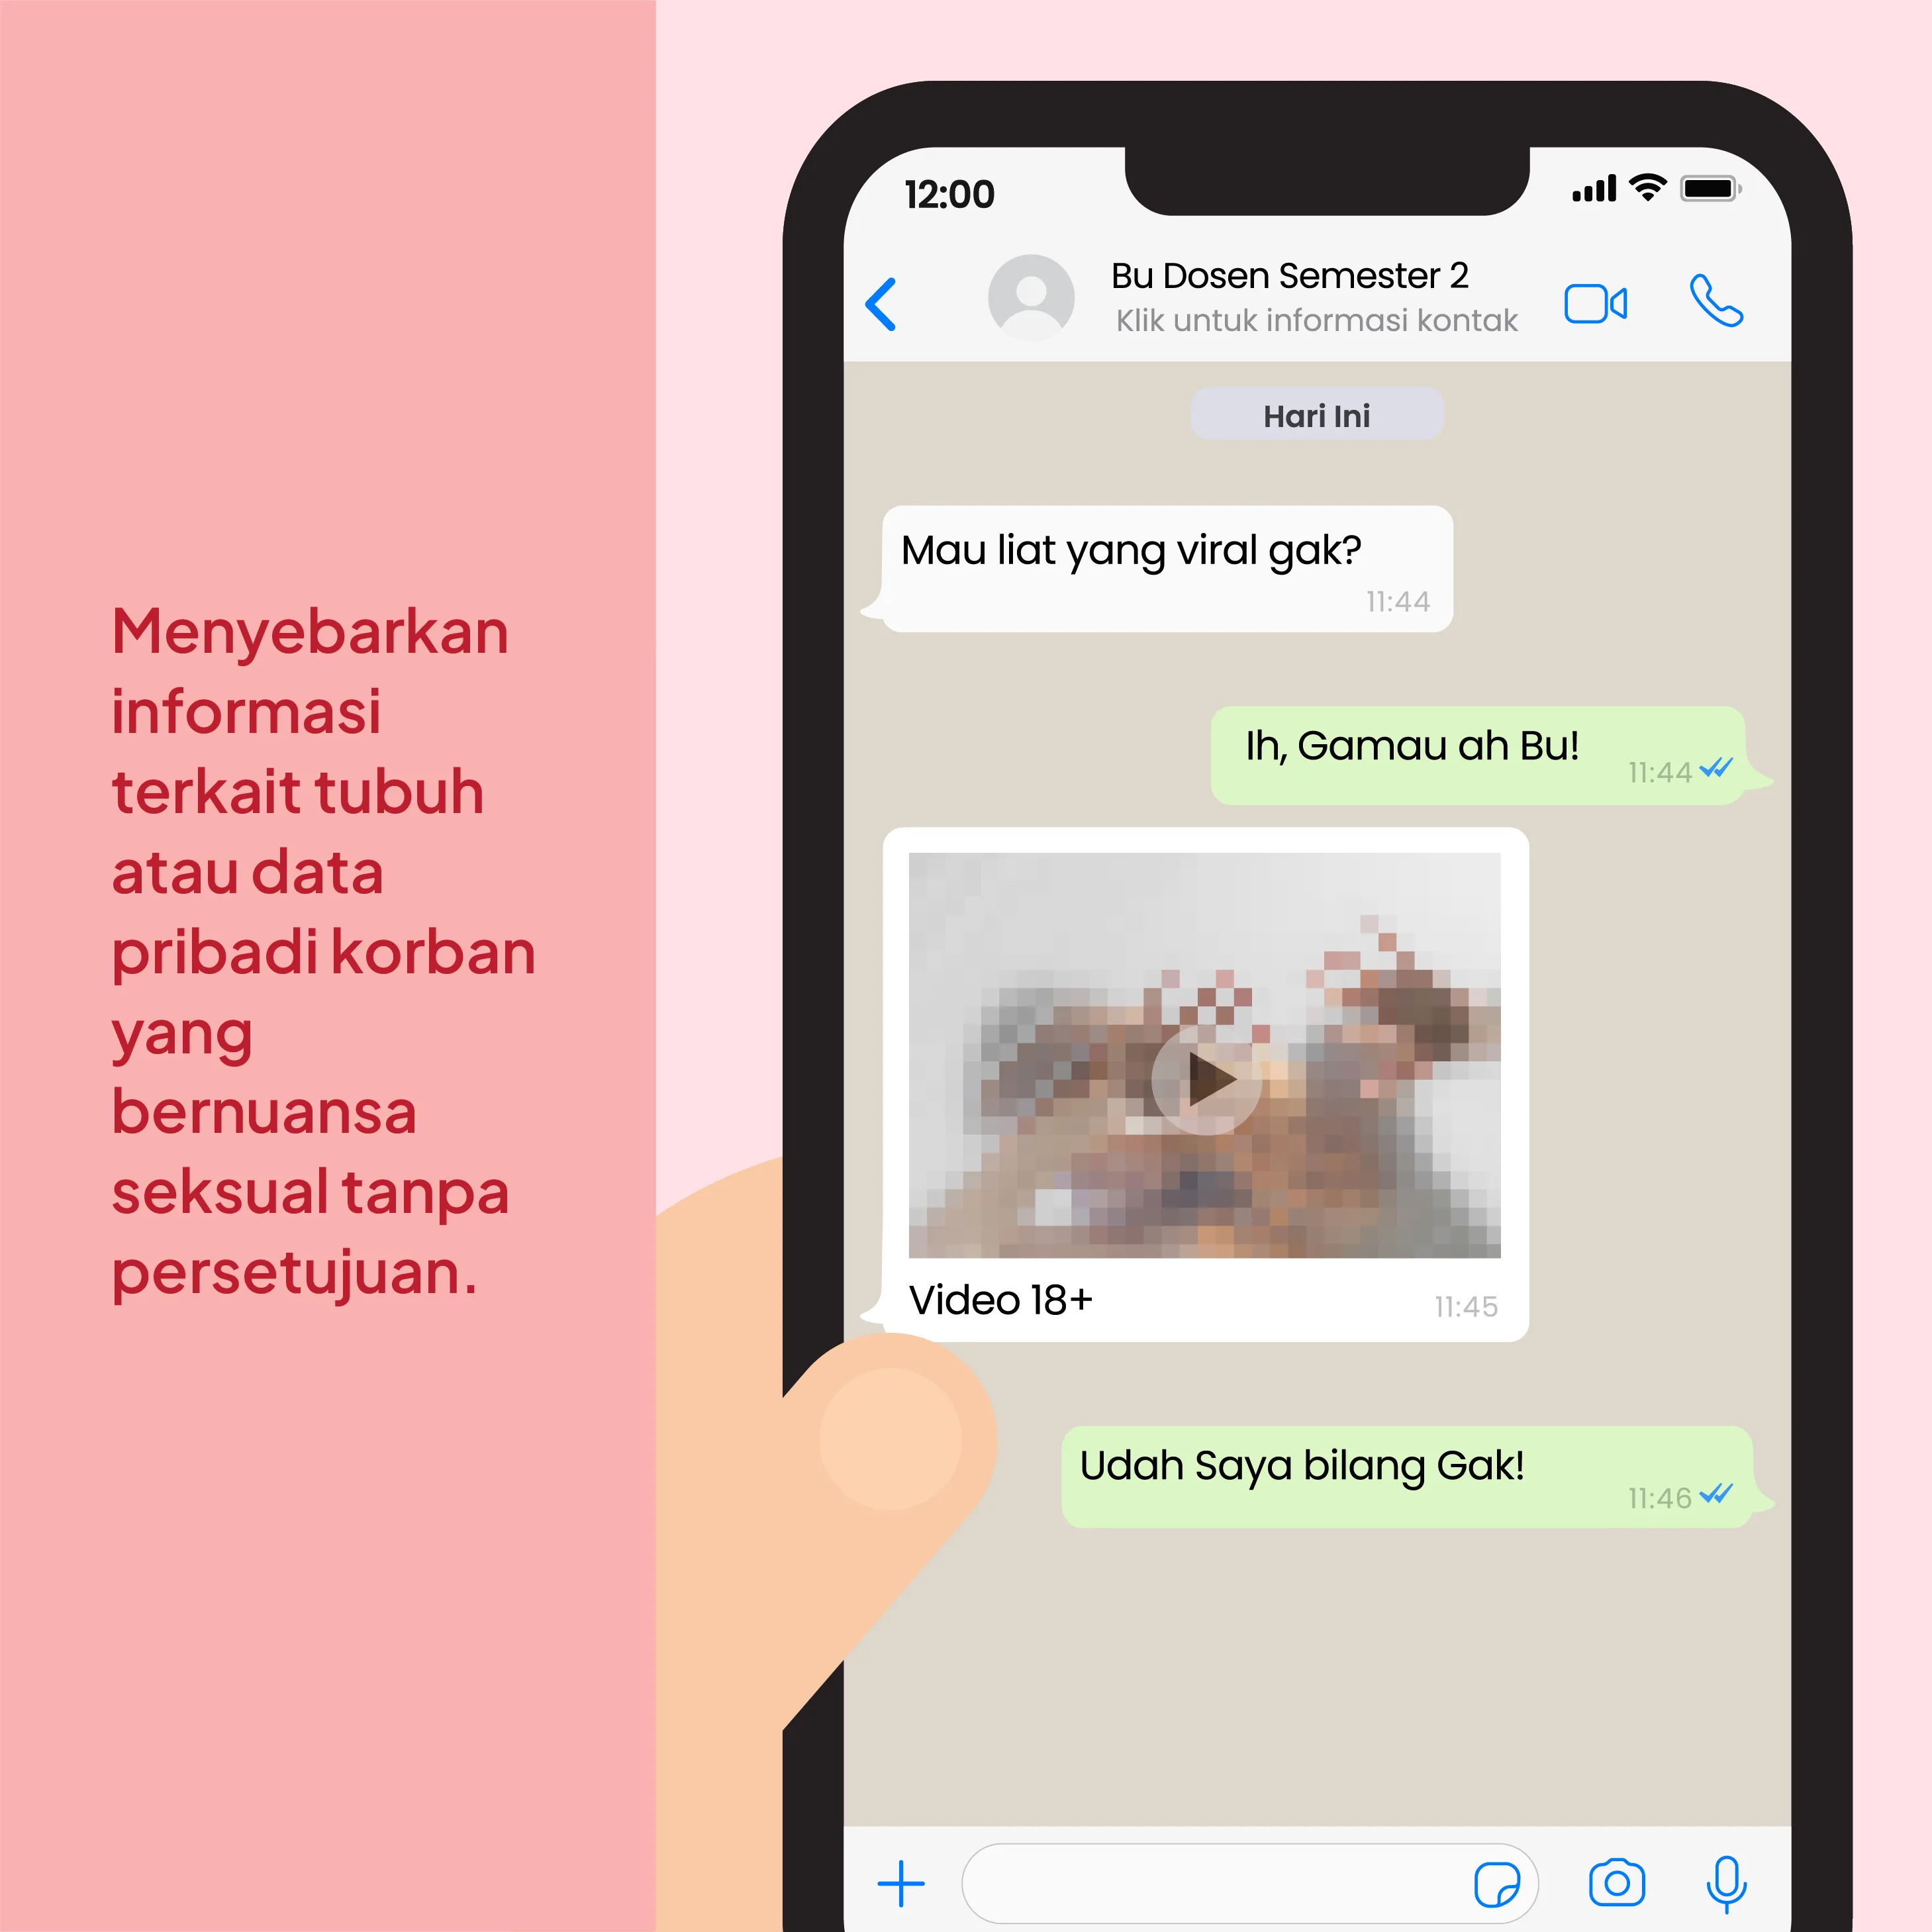 Menyebarkan
informasi
terkait tubuh
atau data
pribadi korban
yang
bernuansa
seksual tanpa
persetujuan.
12:00
Bu Dosen Semester 2
Klik untuk informasi kontak
Hari Ini
Mau liat yang viral gak?
11:44
Ih, Gamau ah Bu!
11:44
Video 18+
11:45
Udah Saya bilang Gak!
11:46